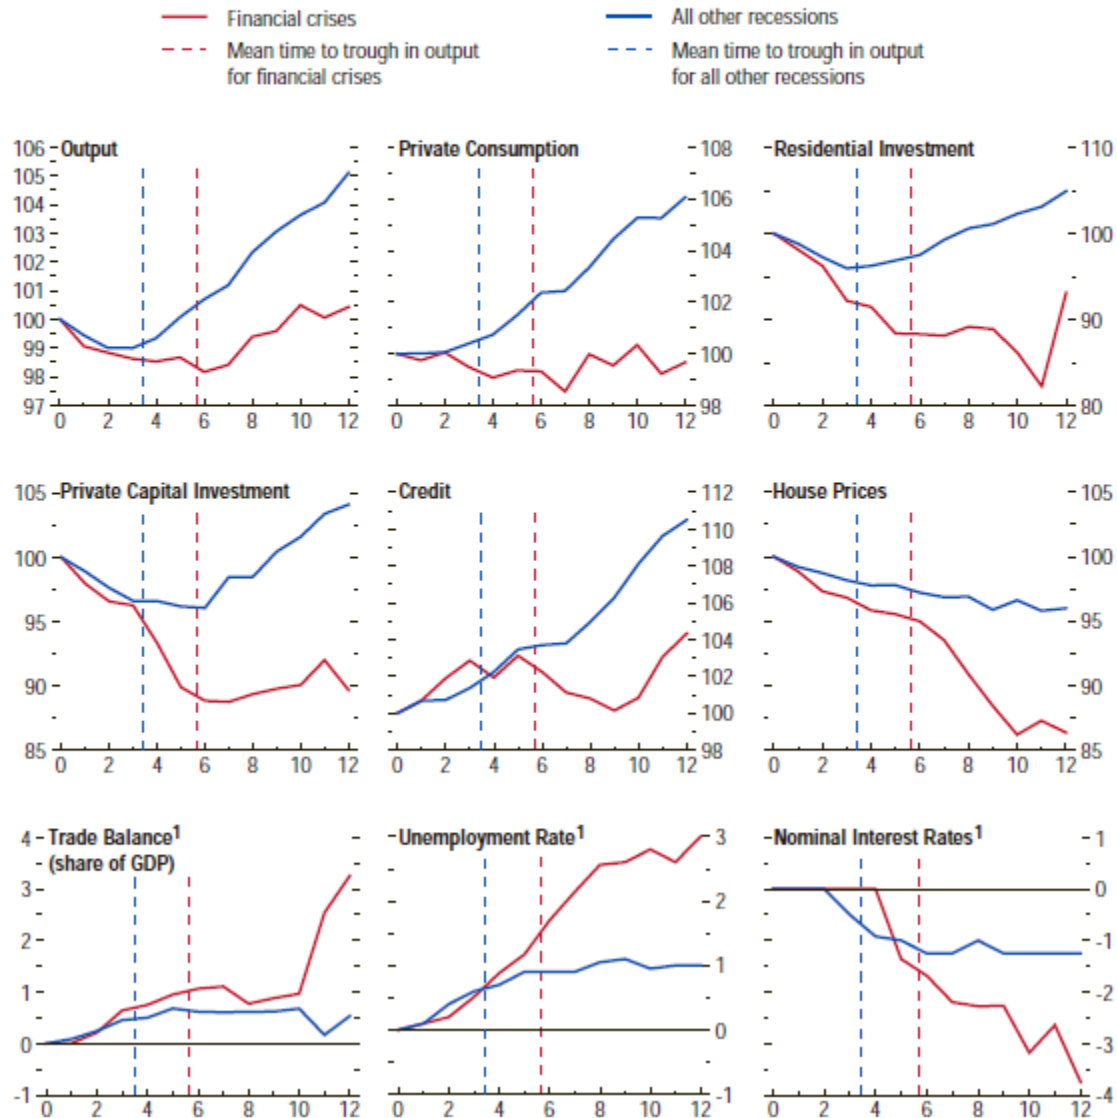 Financial crises
All other recessions
Mean time to trough in output
for financial crises
Mean time to trough in output
for all other recessions
Output
106
105
104
103
102
101
100
99
98
97
0 2 4 6 8 10 12
Private Consumption
108
106
104
102
100
98
0 2 4 6 8 10 12
Residential Investment
110
100
90
80
0 2 4 6 8 10 12
Private Capital Investment
105
100
95
90
85
0 2 4 6 8 10 12
Credit
112
110
108
106
104
102
100
98
0 2 4 6 8 10 12
House Prices
105
100
95
90
85
0 2 4 6 8 10 12
Trade Balance1
(share of GDP)
4
3
2
1
0
-1
0 2 4 6 8 10 12
Unemployment Rate1
3
2
1
0
-1
0 2 4 6 8 10 12
Nominal Interest Rates1
1
0
-1
-2
-3
-4
0 2 4 6 8 10 12